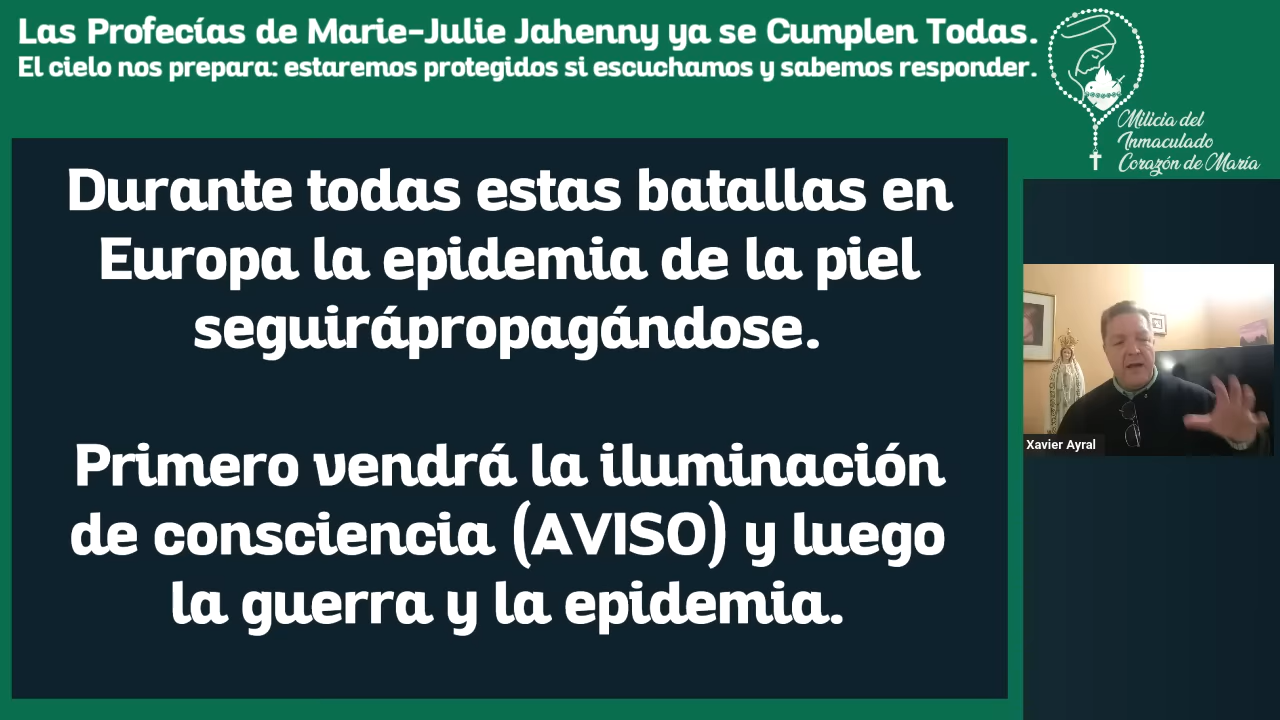 Las Profecías de Marie-Julie Jahenny ya se Cumplen Todas.
El cielo nos prepara: estaremos protegidos si escuchamos y sabemos responder.
Milicia del
Inmaculado
Corazón de María
Durante todas estas batallas en
Europa la epidemia de la piel
seguirápropagándose.
Primero vendrá la iluminación
de consciencia (AVISO) y luego
la guerra y la epidemia.
Xavier Ayral